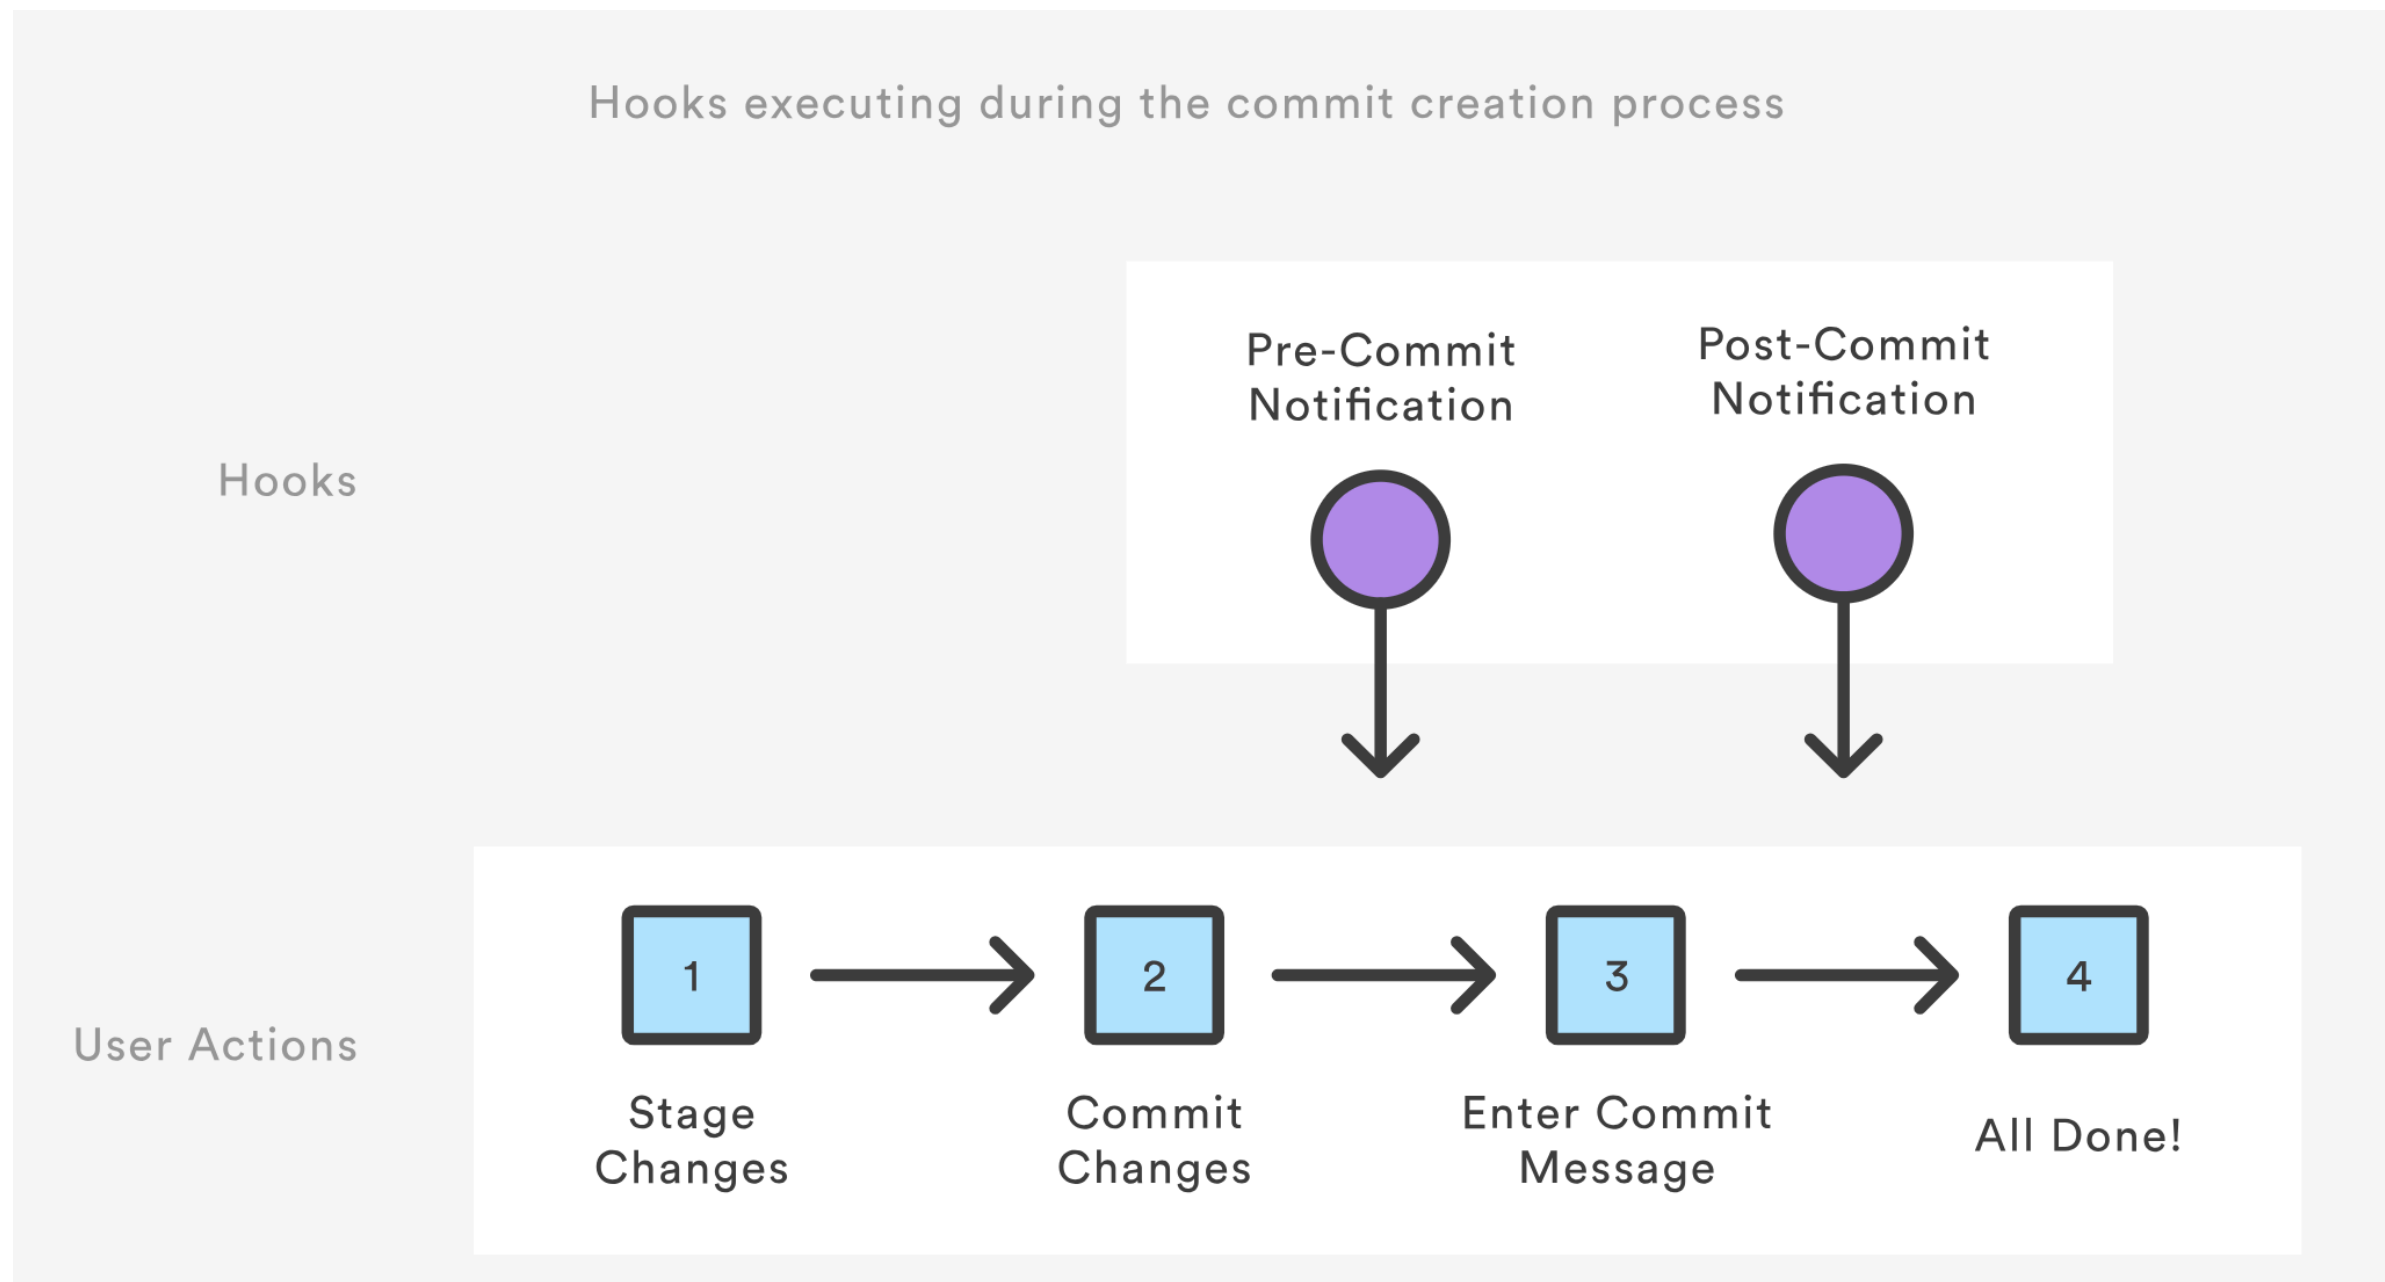 Hooks executing during the commit creation process
Pre-Commit
Notification
Post-Commit
Notification
Hooks
User Actions
1
2
3
4
Stage
Changes
Commit
Changes
Enter Commit
Message
All Done!